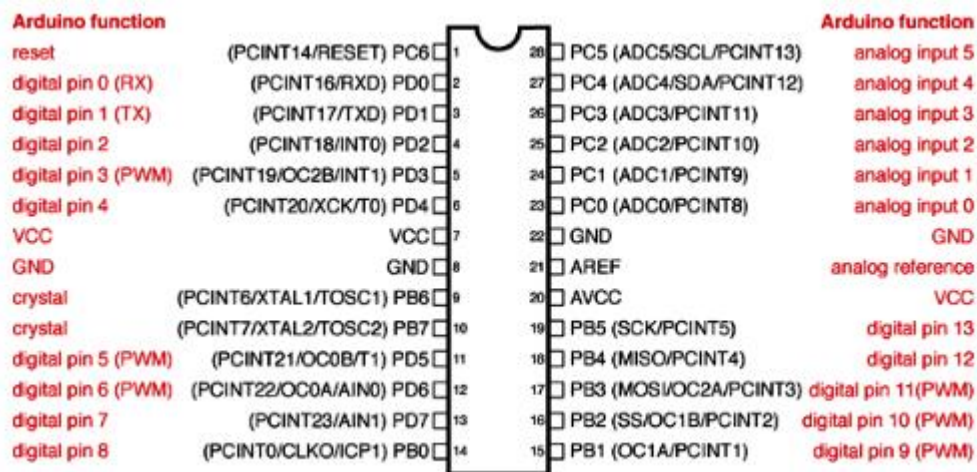 Arduino function Arduino function
reset (PCINT14/RESET) PC6 1 28 PC5 (ADC5/SCL/PCINT13) analog input 5
digital pin 0 (RX) (PCINT16/RXD) PD0 2 27 PC4 (ADC4/SDA/PCINT12) analog input 4
digital pin 1 (TX) (PCINT17/TXD) PD1 3 26 PC3 (ADC3/PCINT11) analog input 3
digital pin 2 (PCINT18/INT0) PD2 4 25 PC2 (ADC2/PCINT10) analog input 2
digital pin 3 (PWM) (PCINT19/OC2B/INT1) PD3 5 24 PC1 (ADC1/PCINT9) analog input 1
digital pin 4 (PCINT20/XCK/T0) PD4 6 23 PC0 (ADC0/PCINT8) analog input 0
VCC VCC 7 22 GND GND
GND GND 8 21 AREF analog reference
crystal (PCINT6/XTAL1/TOSC1) PB6 9 20 AVCC VCC
crystal (PCINT7/XTAL2/TOSC2) PB7 10 19 PB5 (SCK/PCINT5) digital pin 13
digital pin 5 (PWM) (PCINT21/OC0B/T1) PD5 11 18 PB4 (MISO/PCINT4) digital pin 12
digital pin 6 (PWM) (PCINT22/OC0A/AIN0) PD6 12 17 PB3 (MOSI/OC2A/PCINT3) digital pin 11(PWM)
digital pin 7 (PCINT23/AIN1) PD7 13 16 PB2 (SS/OC1B/PCINT2) digital pin 10 (PWM)
digital pin 8 (PCINT0/CLKO/ICP1) PB0 14 15 PB1 (OC1A/PCINT1) digital pin 9 (PWM)